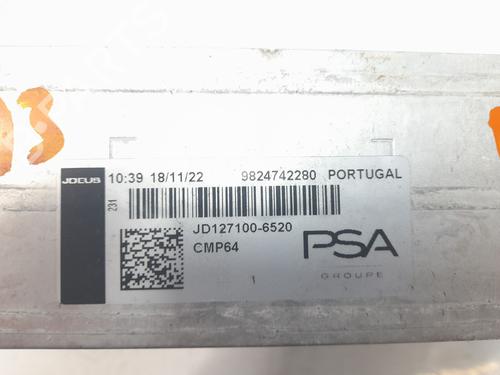 JDEUS 10:39 18/11/22 9824742280 PORTUGAL
231
JD127100-6520
CMP64
PSA
GROUPE